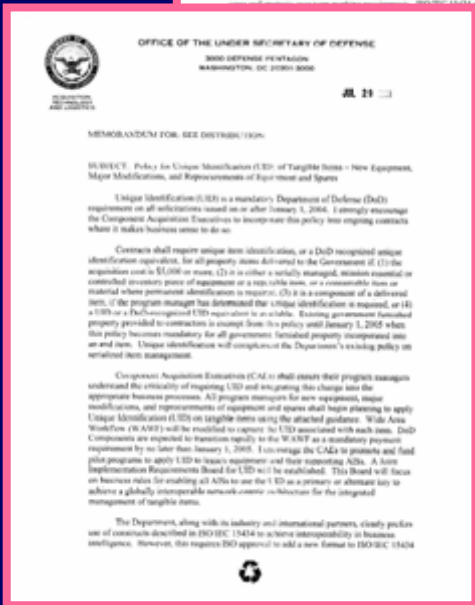 ISO/IEC 15434
OFFICE OF THE UNDER SECRETARY OF DEFENSE
3000 DEFENSE PENTAGON
WASHINGTON, DC 20301-3000
ACQUISITION,
TECHNOLOGY
AND LOGISTICS
JUL 29
MEMORANDUM FOR: SEE DISTRIBUTION
SUBJECT: Policy for Unique Identification (UID) of Tangible Items – New Equipment,
Major Modifications, and Reprocurements of Equipment and Spares
Unique Identification (UID) is a mandatory Department of Defense (DoD)
requirement on all solicitations issued on or after January 1, 2004. I strongly encourage
the Component Acquisition Executives to incorporate this policy into ongoing contracts
where it makes business sense to do so.
Contracts shall require unique item identification, or a DoD recognized unique
identification equivalent, for all property items delivered to the Government if: (1) the
acquisition cost is $5,000 or more, (2) it is either a serially managed, mission essential or
controlled inventory piece of equipment or a reparable item, or a consumable item or
material where permanent identification is required, (3) it is a component of a delivered
item, if the program manager has determined that unique identification is required, or (4)
a UID or a DoD-recognized UID equivalent is available. Existing government furnished
property provided to contractors is exempt from this policy until January 1, 2005 when
this policy becomes mandatory for all government furnished property incorporated into
an end item. Unique identification will complement the Department's existing policy on
serialized item management.
Component Acquisition Executives (CAEs) shall ensure their program managers
understand the criticality of requiring UID and integrating this change into the
appropriate business processes. All program managers for new equipment, major
modifications, and reprocurements of equipment and spares shall begin planning to apply
Unique Identification (UID) on tangible items using the attached guidance. Wide Area
Workflow (WAWF) will be modified to capture the UID associated with each item. DoD
Components are expected to transition rapidly to the WAWF as a mandatory payment
requirement by no later than January 1, 2005. I encourage the CAEs to promote and fund
pilot programs to apply UID to legacy equipment and their supporting AISs. A Joint
Implementation Requirements Board for UID will be established. This Board will focus
on business rules for enabling all AISs to use the UID as a primary or alternate key to
achieve a globally interoperable network-centric architecture for the integrated
management of tangible items.
The Department, along with its industry and international partners, clearly prefers
use of constructs described in ISO/IEC 15434 to achieve interoperability in business
intelligence. However, this requires ISO approval to add a new format to ISO/IEC 15434